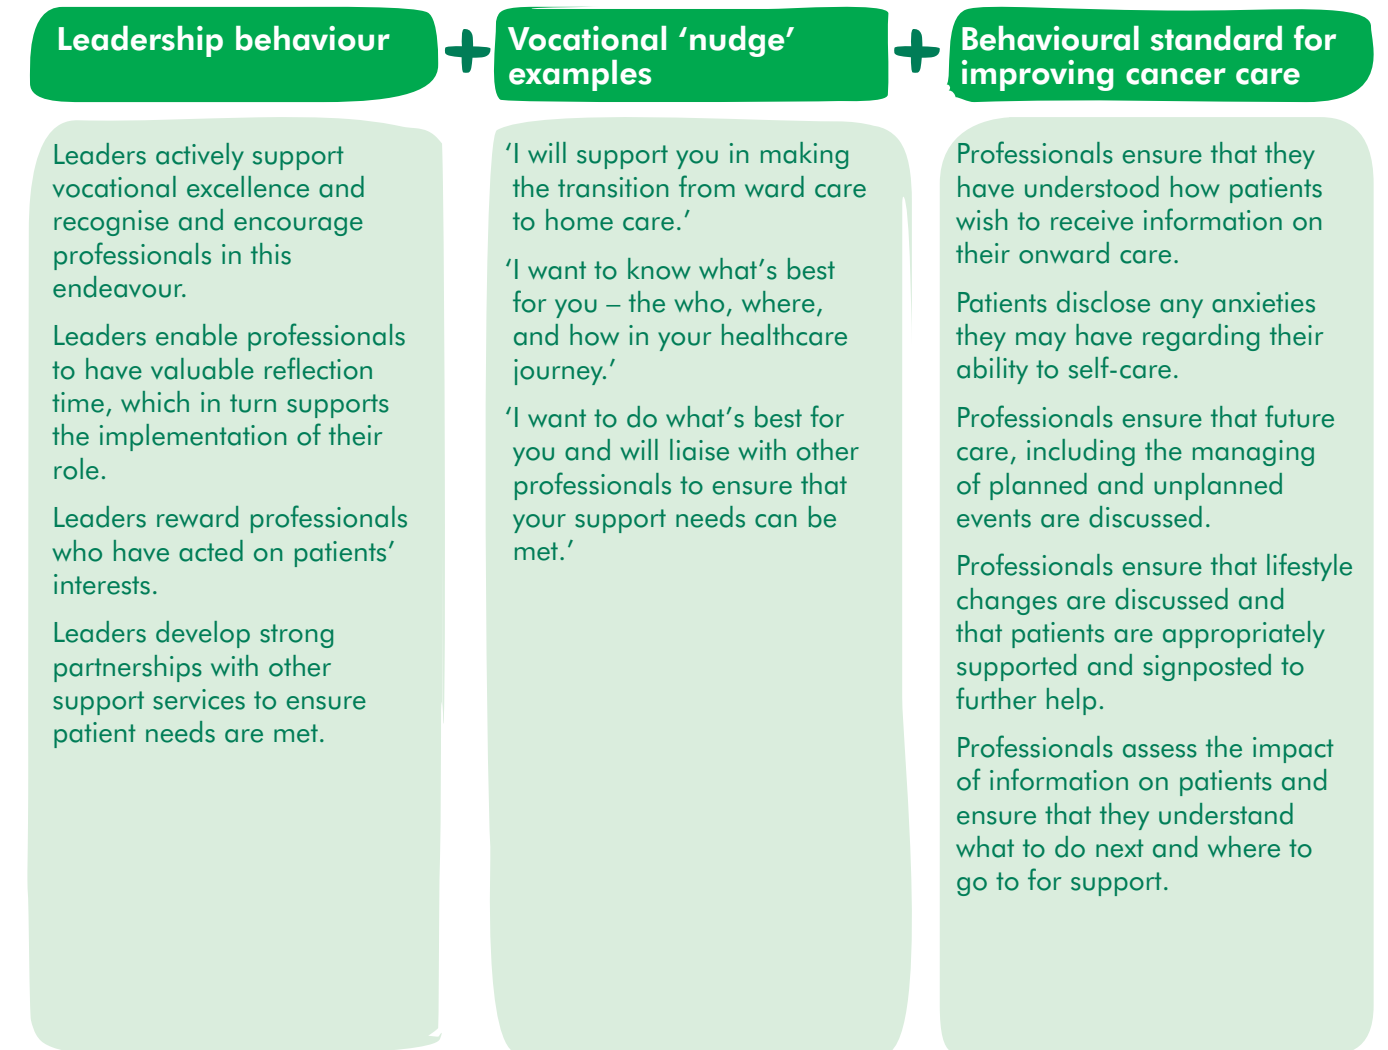 Leadership behaviour
+
Vocational ‘nudge’
examples
+
Behavioural standard for
improving cancer care
Leaders actively support
vocational excellence and
recognise and encourage
professionals in this
endeavour.
Leaders enable professionals
to have valuable reflection
time, which in turn supports
the implementation of their
role.
Leaders reward professionals
who have acted on patients’
interests.
Leaders develop strong
partnerships with other
support services to ensure
patient needs are met.
‘I will support you in making
the transition from ward care
to home care.’
‘I want to know what’s best
for you – the who, where,
and how in your healthcare
journey.’
‘I want to do what’s best for
you and will liaise with other
professionals to ensure that
your support needs can be
met.’
Professionals ensure that they
have understood how patients
wish to receive information on
their onward care.
Patients disclose any anxieties
they may have regarding their
ability to self-care.
Professionals ensure that future
care, including the managing
of planned and unplanned
events are discussed.
Professionals ensure that lifestyle
changes are discussed and
that patients are appropriately
supported and signposted to
further help.
Professionals assess the impact
of information on patients and
ensure that they understand
what to do next and where to
go to for support.